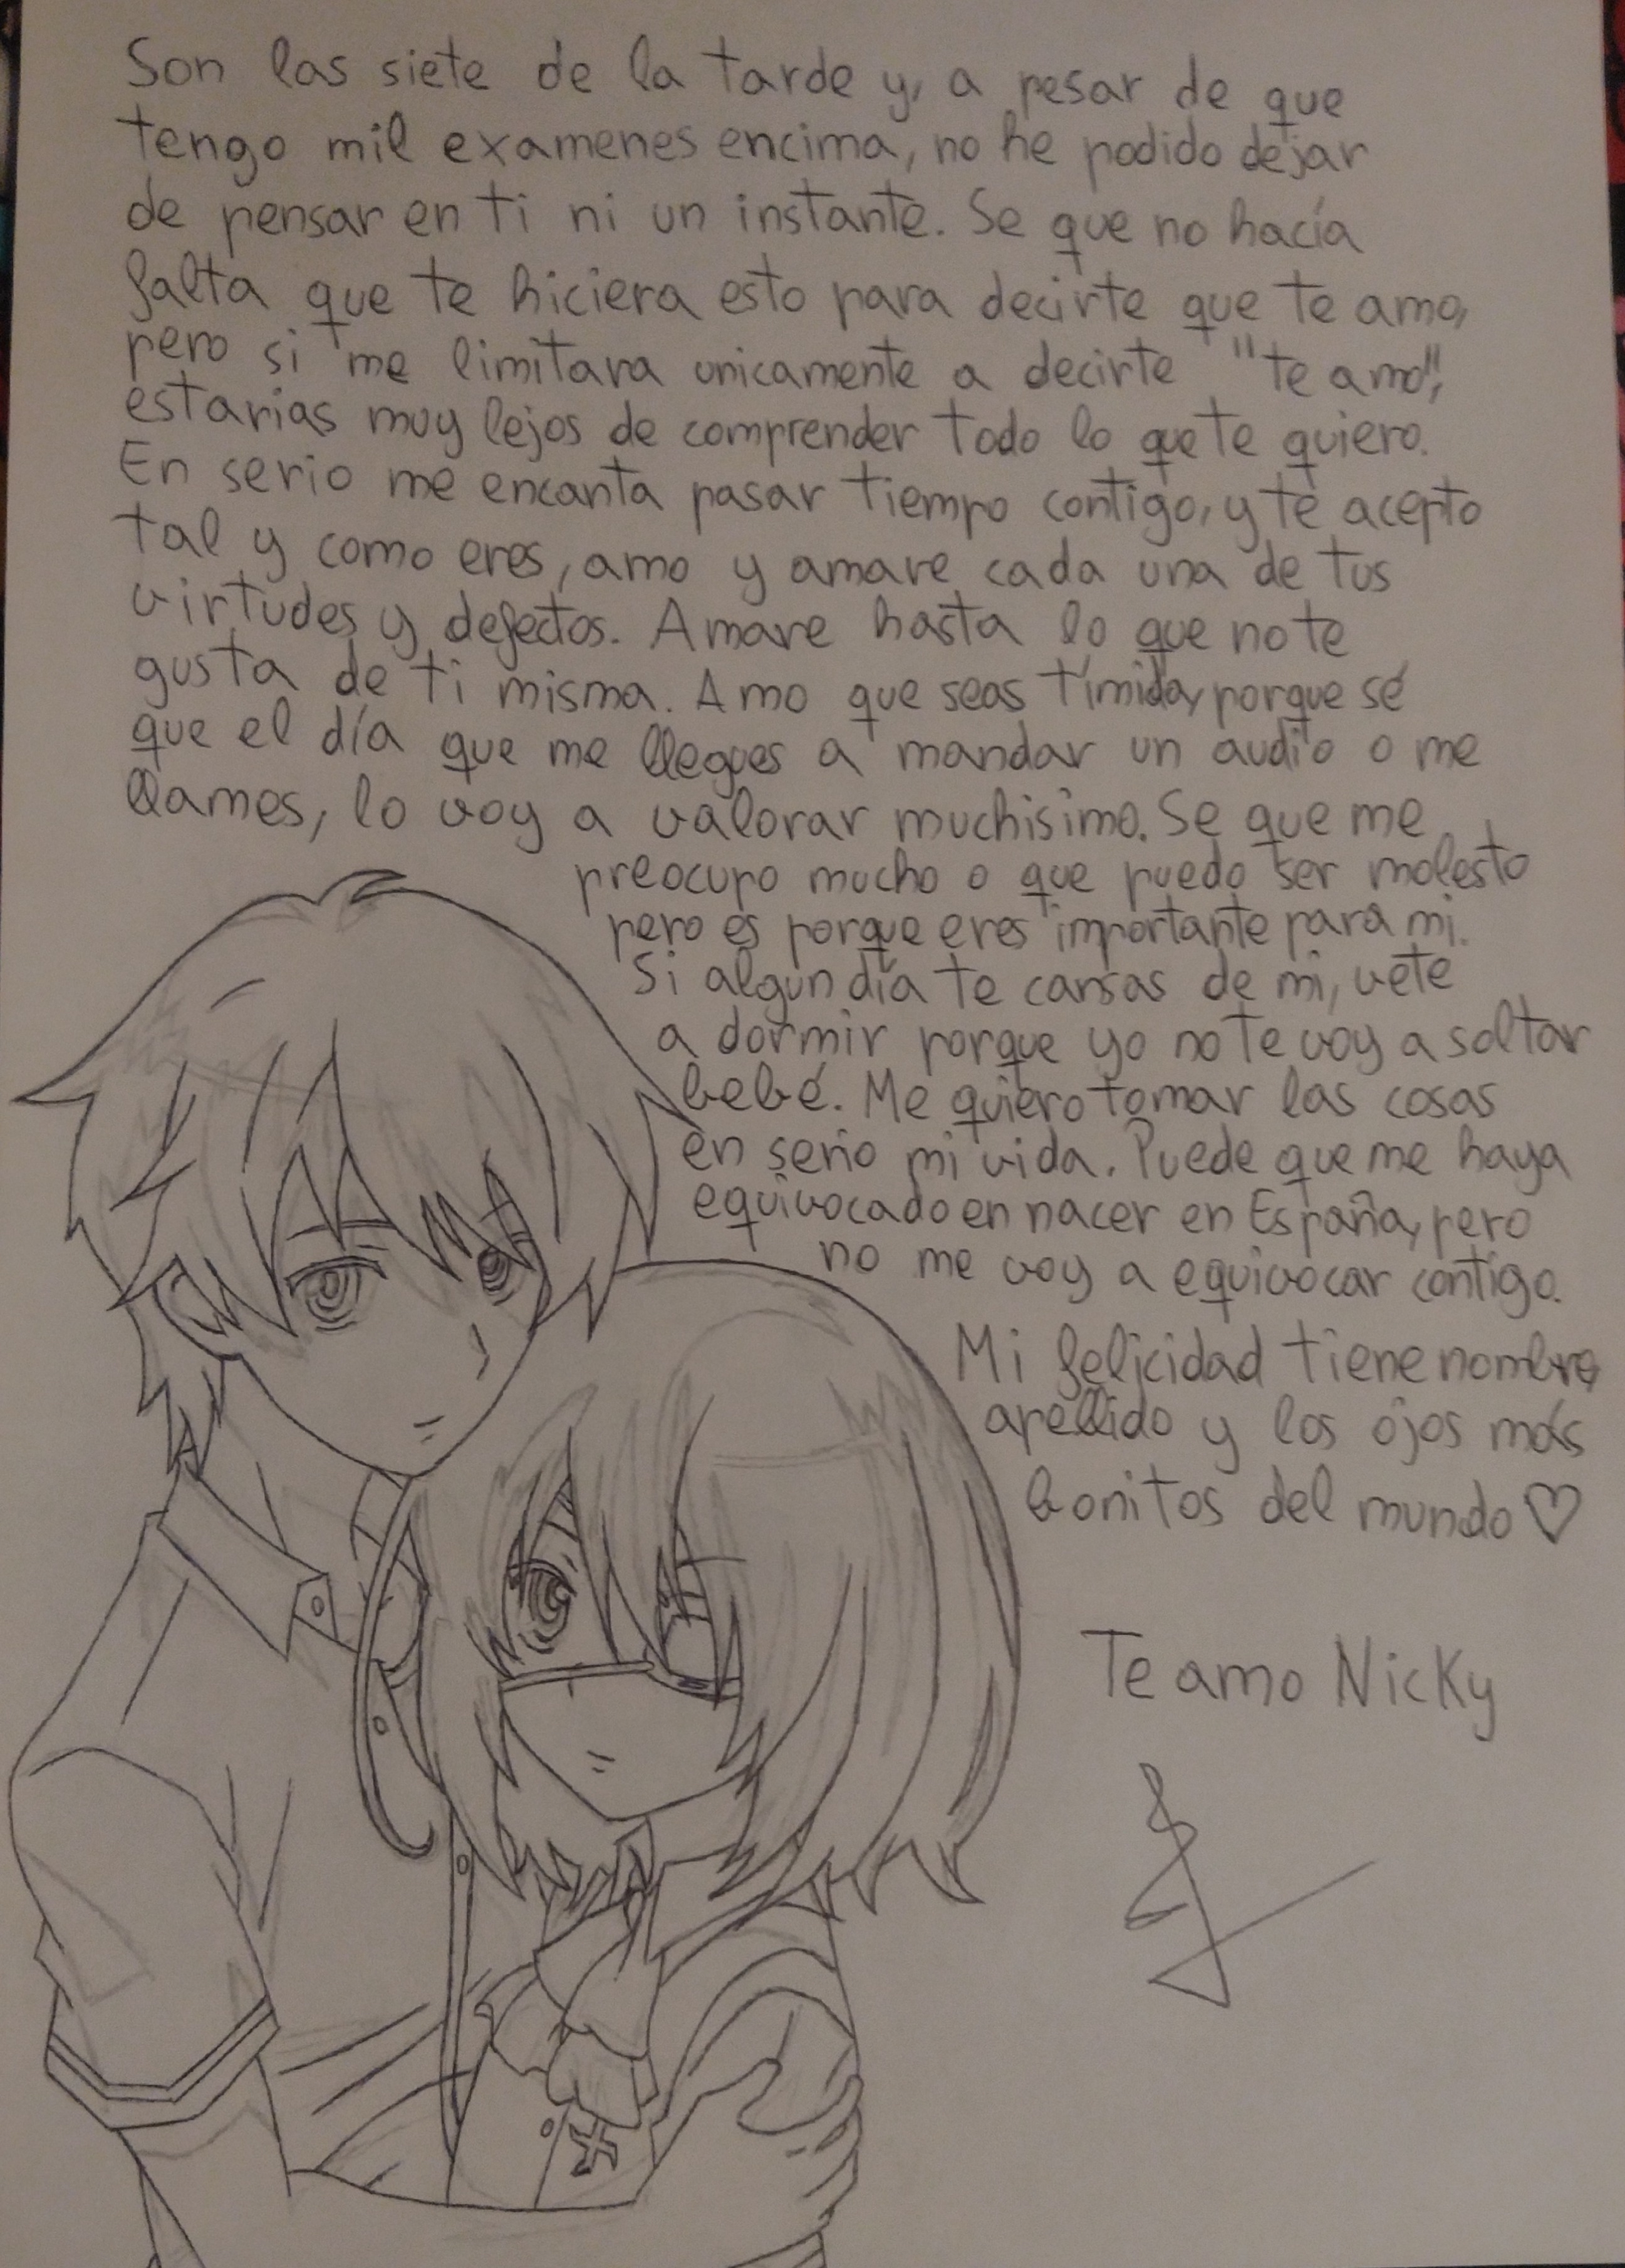 Son las siete de la tarde y, a pesar de que
tengo mil examenes encima, no he podido dejar
de pensar en ti ni un instante. Se que no hacía
falta que te hiciera esto para decirte que te amo,
pero si me limitara unicamente a decirte "te amo",
estarias muy lejos de comprender todo lo que te quiero.
En serio me encanta pasar tiempo contigo, y te acepto
tal y como eres, amo y amare cada una de tus
virtudes y defectos. Amare hasta lo que no te
gusta de ti misma. Amo que seas tímida, porque sé
que el día que me llegues a mandar un audio o me
llames, lo voy a valorar muchisimo. Se que me
preocupo mucho o que puedo ser molesto
pero es porque eres importante para mi.
Si algún día te cansas de mi, vete
a dormir porque yo no te voy a soltar
bebé. Me quiero tomar las cosas
en serio mi vida. Puede que me haya
equivocado en nacer en España, pero
no me voy a equivocar contigo.
Mi felicidad tiene nombre,
apellido y los ojos más
bonitos del mundo ♡
Te amo Nicky